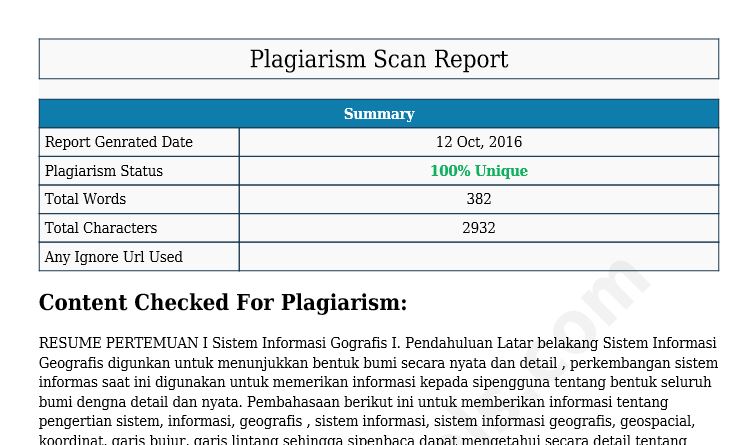 Plagiarism Scan Report
Summary
Report Genrated Date 12 Oct, 2016
Plagiarism Status 100% Unique
Total Words 382
Total Characters 2932
Any Ignore Url Used
Content Checked For Plagiarism:
RESUME PERTEMUAN I Sistem Informasi Gografis I. Pendahuluan Latar belakang Sistem Informasi
Geografis digunkan untuk menunjukkan bentuk bumi secara nyata dan detail , perkembangan sistem
informas saat ini digunakan untuk memerikan informasi kepada sipengguna tentang bentuk seluruh
bumi dengna detail dan nyata. Pembahasaan berikut ini untuk memberikan informasi tentang
pengertian sistem, informasi, geografis , sistem informasi, sistem informasi geografis, geospacial,
koordinat, garis bujur, garis lintang sehingga sipenbaca dapat mengetahui secara detail tentang
.com